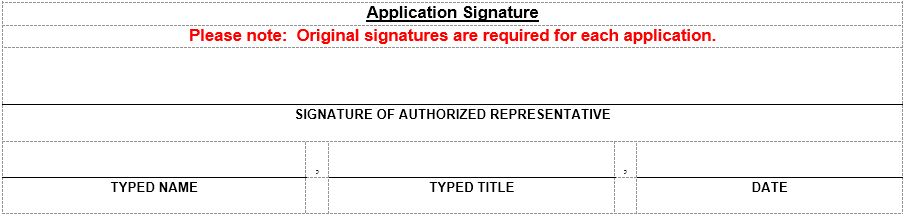 Application Signature
Please note:  Original signatures are required for each application.
SIGNATURE OF AUTHORIZED REPRESENTATIVE
, ,
TYPED NAME TYPED TITLE DATE